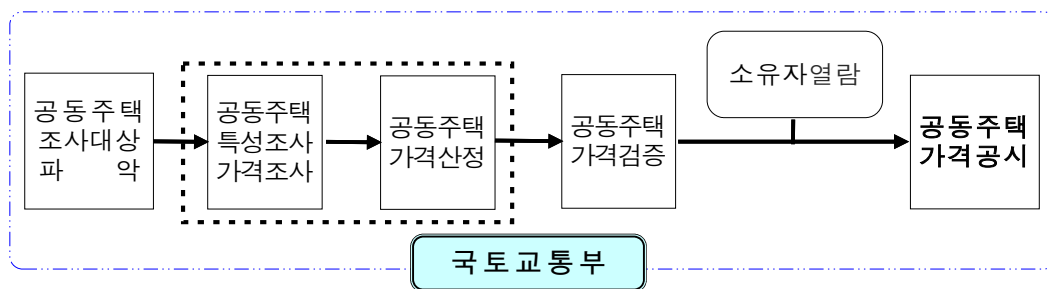 공동주택
조사대상
파 악
공동주택
특성조사
가격조사
공동주택
가격산정
공동주택
가격검증
소유자열람
공동주택
가격공시
국토교통부